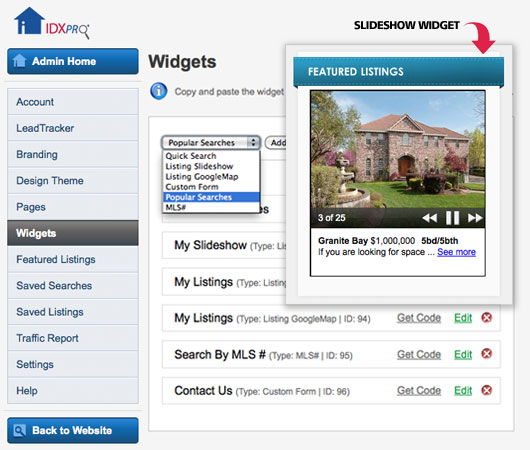 IDXPRO
SLIDESHOW WIDGET
Admin Home
Account
LeadTracker
Branding
Design Theme
Pages
Widgets
Featured Listings
Saved Searches
Saved Listings
Traffic Report
Settings
Help
Back to Website
Widgets
Copy and paste the widget
Popular Searches
Add
Quick Search
Listing Slideshow
Listing GoogleMap
Custom Form
Popular Searches
MLS#
My Slideshow (Type: Li
My Listings (Type: Listi
My Listings (Type: Listing GoogleMap | ID: 94) Get Code Edit
Search By MLS # (Type: MLS# | ID: 95) Get Code Edit
Contact Us (Type: Custom Form | ID: 96) Get Code Edit
FEATURED LISTINGS
3 of 25
Granite Bay $1,000,000 5bd/5bth
If you are looking for space ... See more